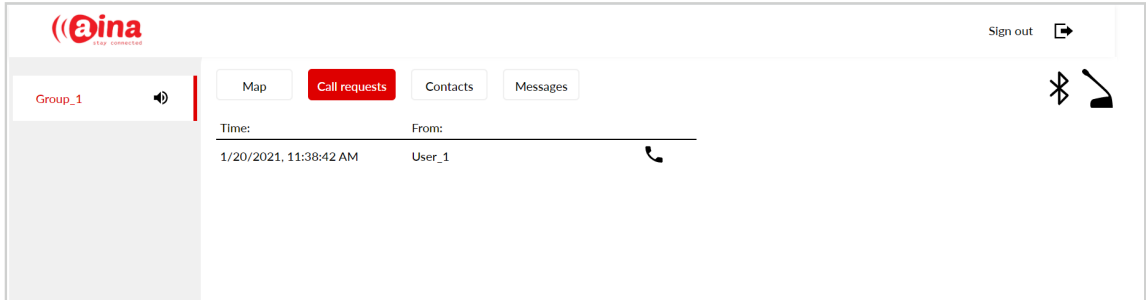 aina
stay connected
Sign out
Group_1
Map Call requests Contacts Messages
Time: From:
1/20/2021, 11:38:42 AM User_1